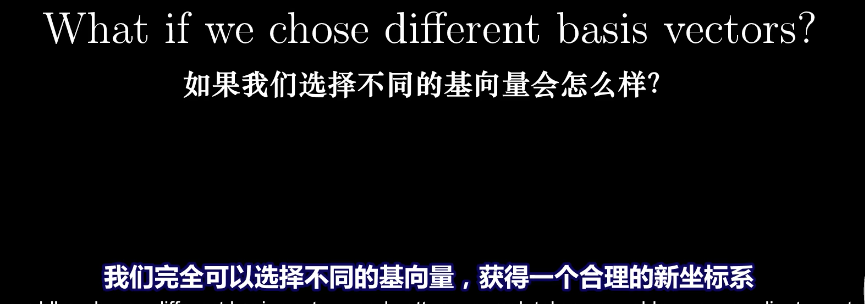 What if we chose different basis vectors?
如果我们选择不同的基向量会怎么样?
我们完全可以选择不同的基向量，获得一个合理的新坐标系